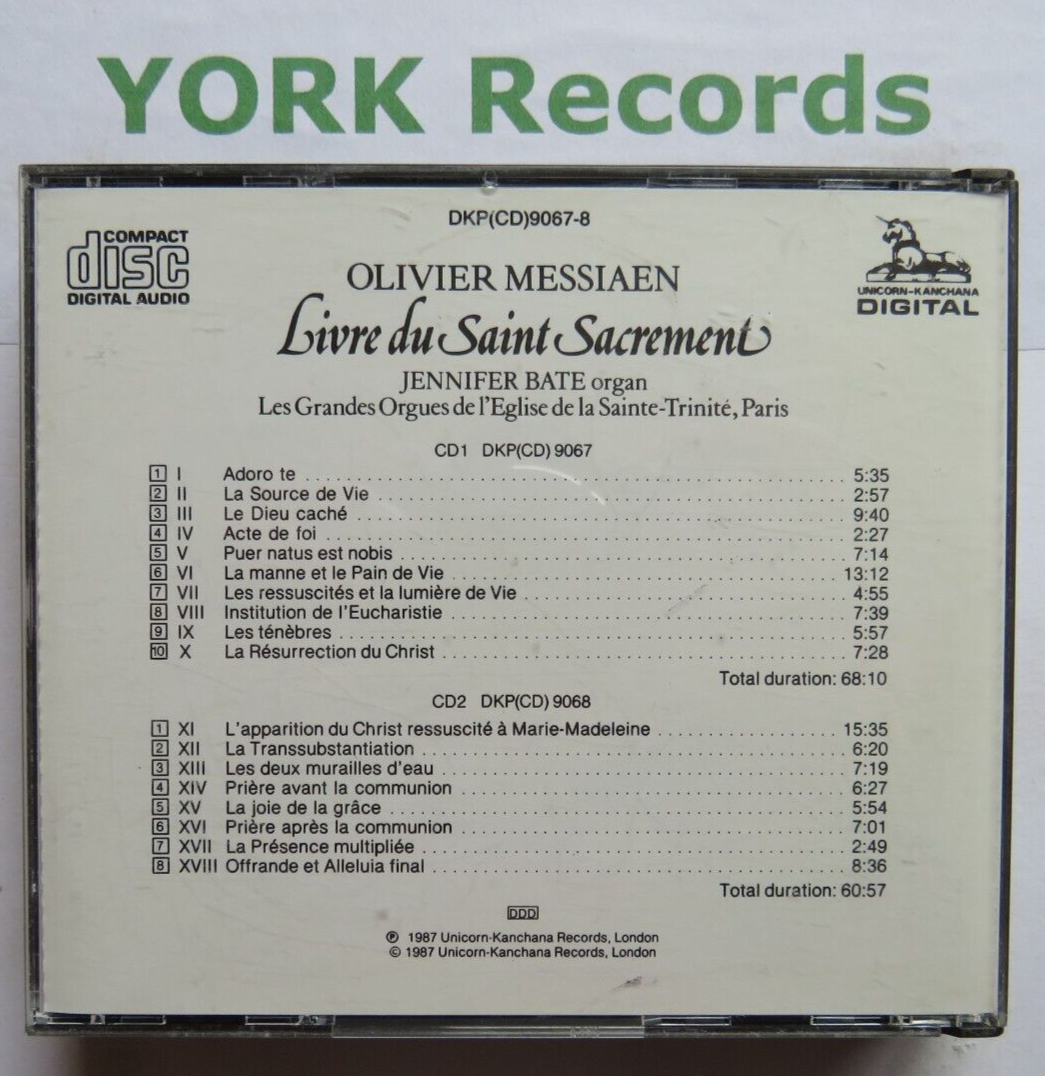 YORK Records
DKP(CD)9067-8
COMPACT
disc
DIGITAL AUDIO
UNICORN-KANCHANA
DIGITAL
OLIVIER MESSIAEN
Livre du Saint Sacrement
JENNIFER BATE organ
Les Grandes Orgues de l'Eglise de la Sainte-Trinité, Paris
CD1 DKP(CD) 9067
1 I Adoro te 5:35
2 II La Source de Vie 2:57
3 III Le Dieu caché 9:40
4 IV Acte de foi 2:27
5 V Puer natus est nobis 7:14
6 VI La manne et le Pain de Vie 13:12
7 VII Les ressuscités et la lumière de Vie 4:55
8 VIII Institution de l'Eucharistie 7:39
9 IX Les ténèbres 5:57
10 X La Résurrection du Christ 7:28
Total duration: 68:10
CD2 DKP(CD) 9068
1 XI L'apparition du Christ ressuscité à Marie-Madeleine 15:35
2 XII La Transsubstantiation 6:20
3 XIII Les deux murailles d'eau 7:19
4 XIV Prière avant la communion 6:27
5 XV La joie de la grâce 5:54
6 XVI Prière après la communion 7:01
7 XVII La Présence multipliée 2:49
8 XVIII Offrande et Alleluia final 8:36
Total duration: 60:57
DDD
℗ 1987 Unicorn-Kanchana Records, London
© 1987 Unicorn-Kanchana Records, London